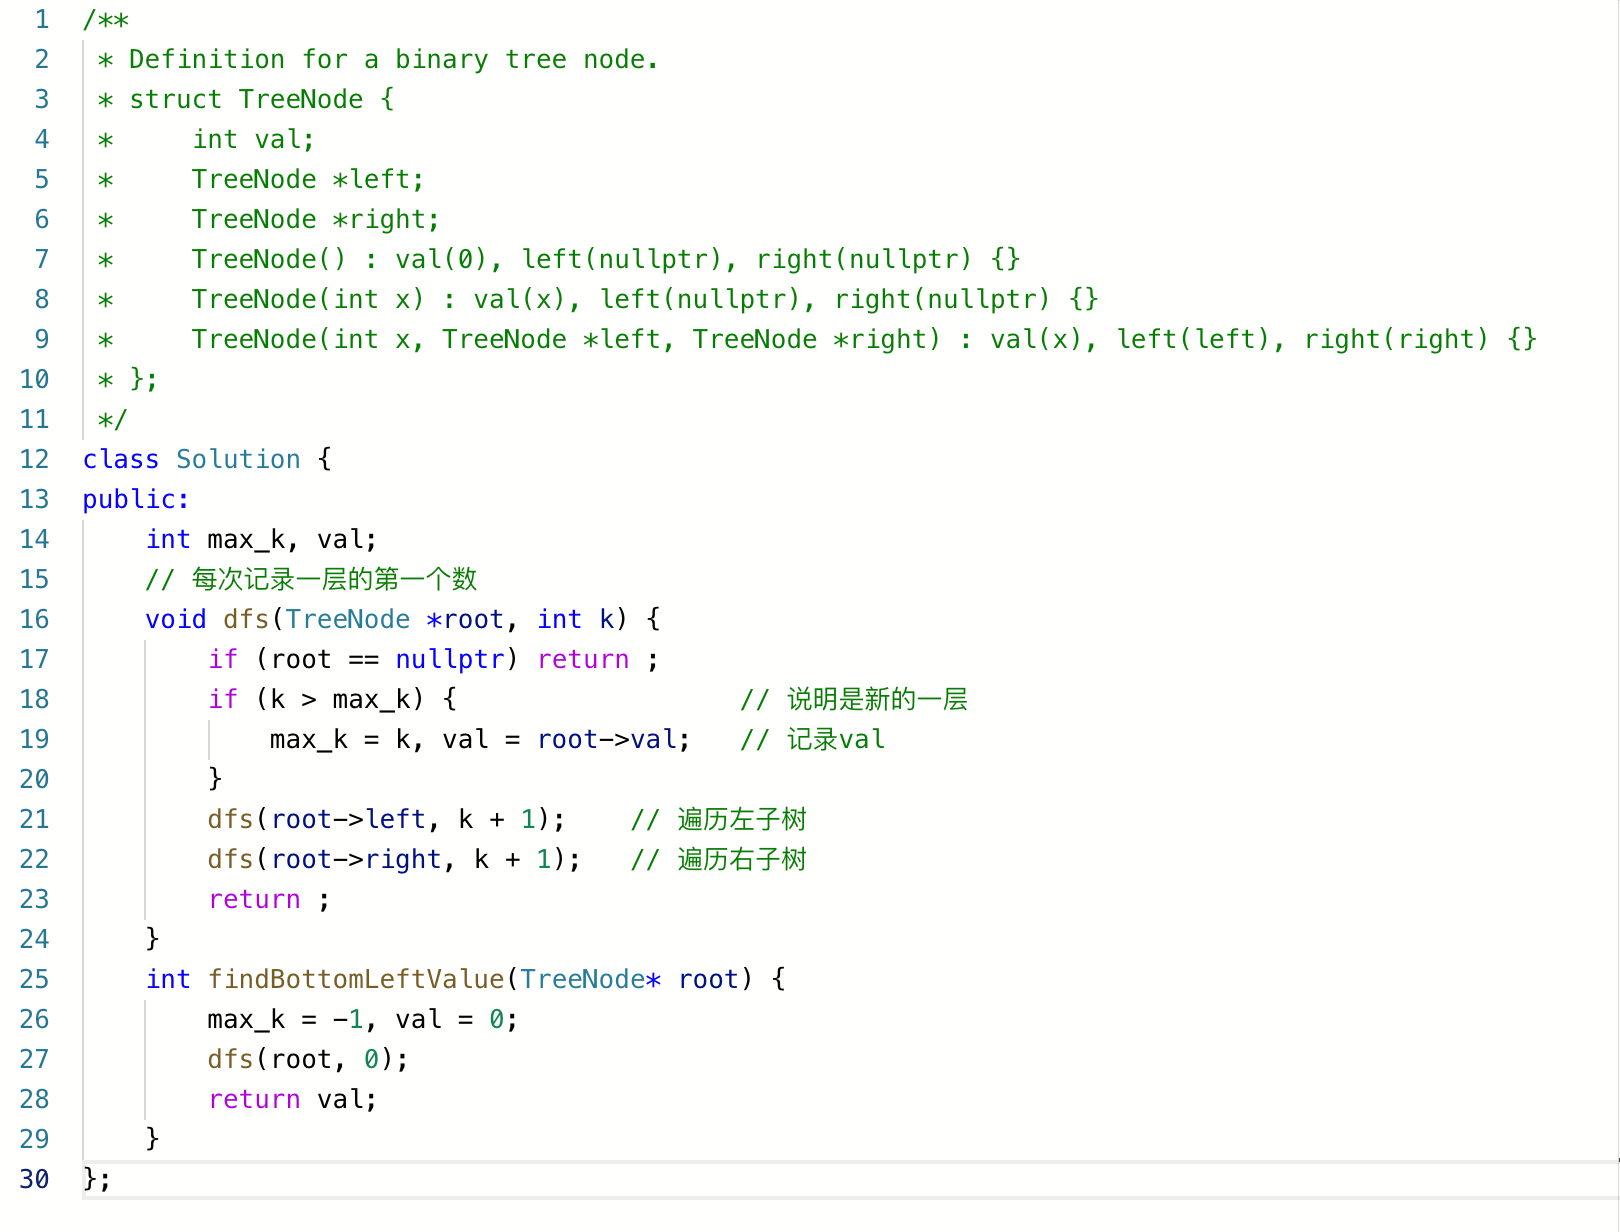 1 /**
2  * Definition for a binary tree node.
3  * struct TreeNode {
4  *     int val;
5  *     TreeNode *left;
6  *     TreeNode *right;
7  *     TreeNode() : val(0), left(nullptr), right(nullptr) {}
8  *     TreeNode(int x) : val(x), left(nullptr), right(nullptr) {}
9  *     TreeNode(int x, TreeNode *left, TreeNode *right) : val(x), left(left), right(right) {}
10  * };
11  */
12 class Solution {
13 public:
14     int max_k, val;
15     // 每次记录一层的第一个数
16     void dfs(TreeNode *root, int k) {
17         if (root == nullptr) return ;
18         if (k > max_k) {                  // 说明是新的一层
19             max_k = k, val = root->val;   // 记录val
20         }
21         dfs(root->left, k + 1);    // 遍历左子树
22         dfs(root->right, k + 1);   // 遍历右子树
23         return ;
24     }
25     int findBottomLeftValue(TreeNode* root) {
26         max_k = -1, val = 0;
27         dfs(root, 0);
28         return val;
29     }
30 };